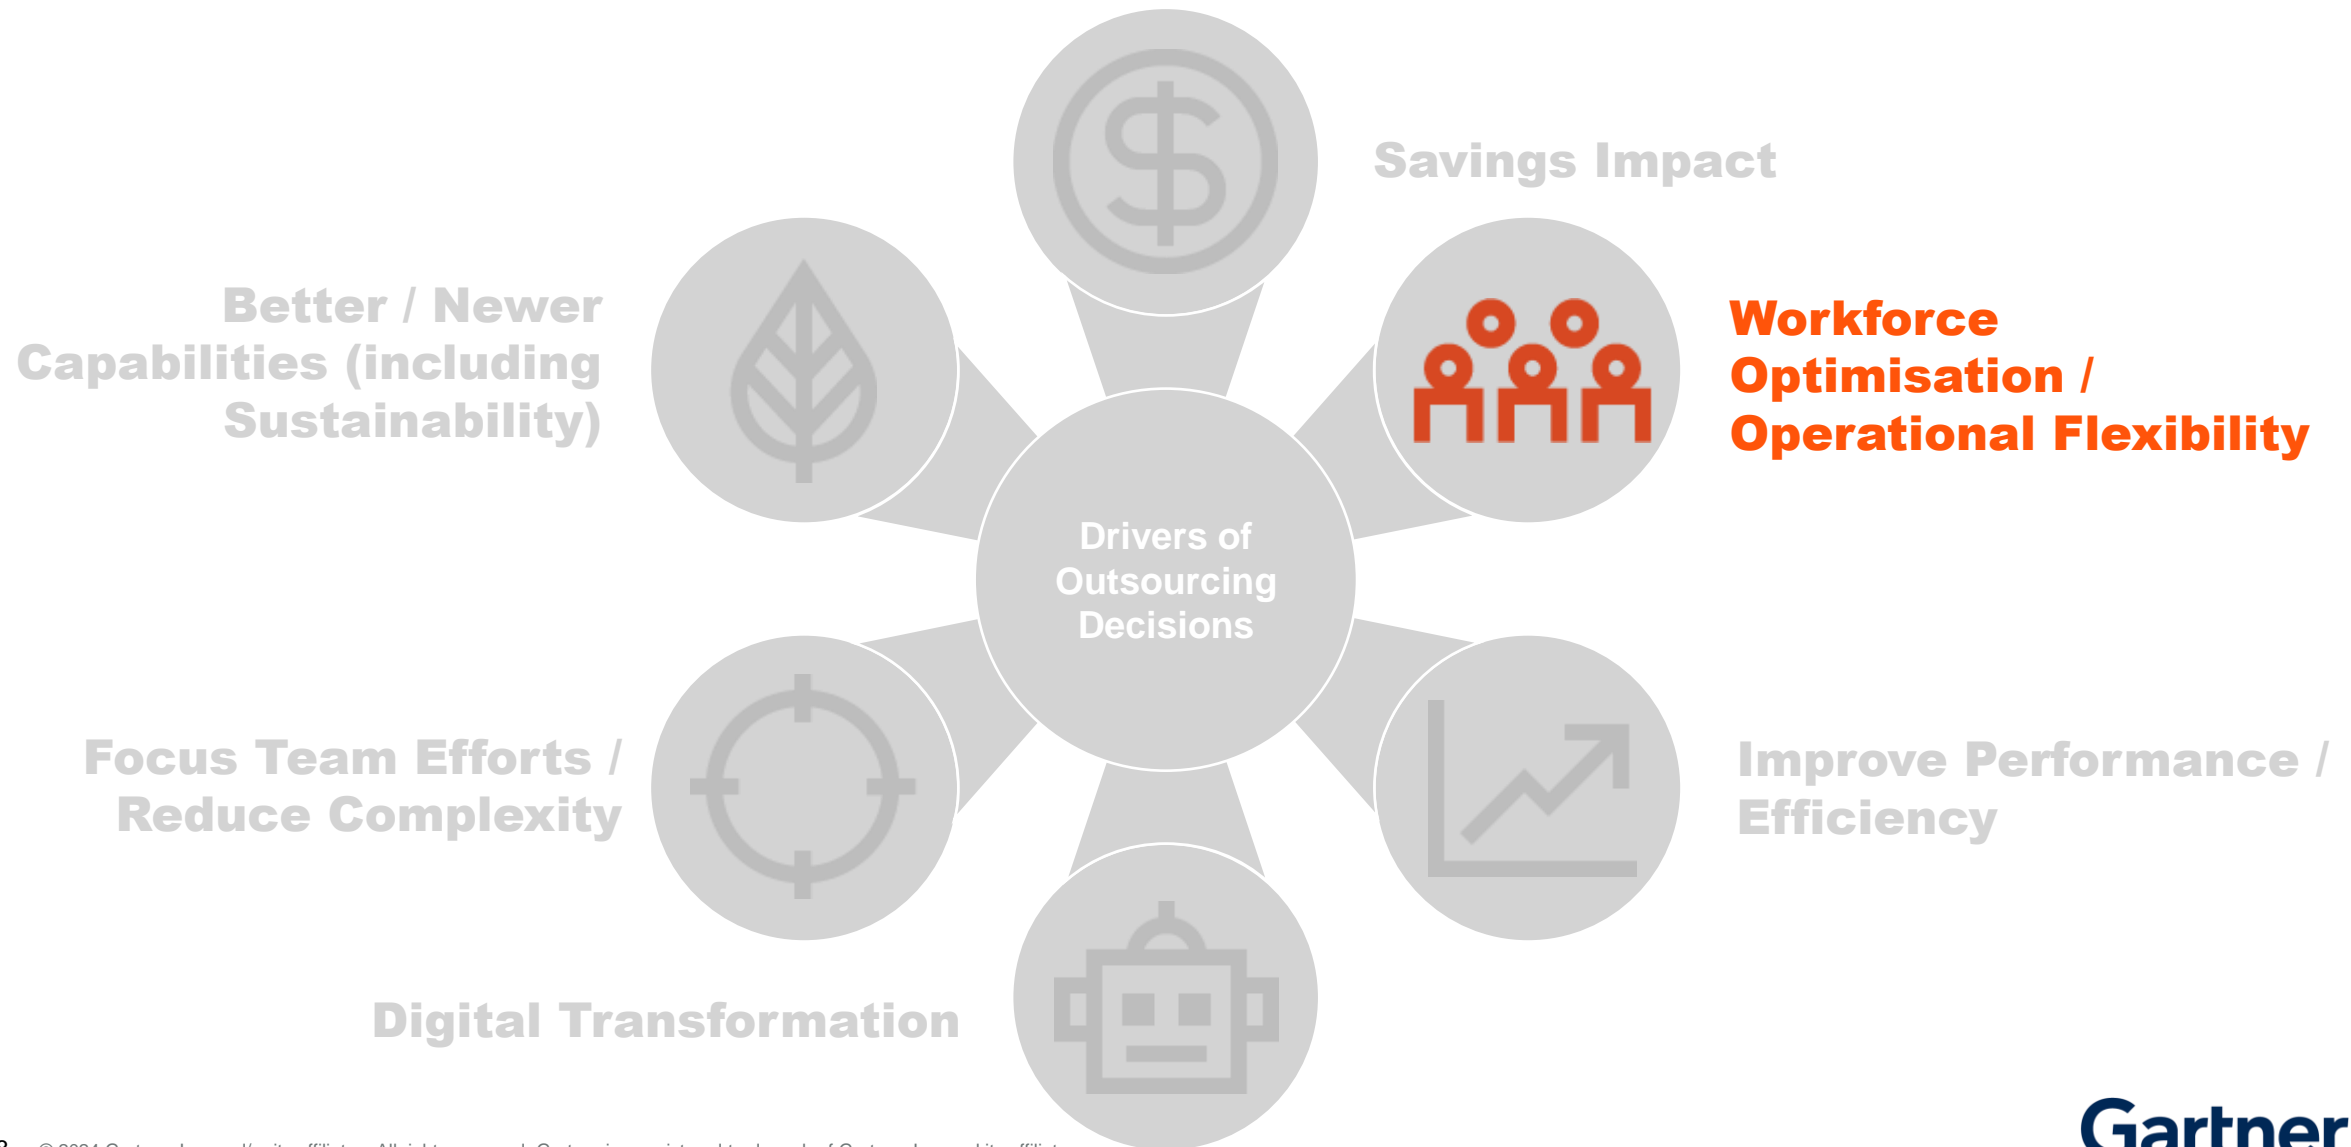 Savings Impact
Better / Newer
Capabilities (including
Sustainability)
Workforce
Optimisation /
Operational Flexibility
Drivers of
Outsourcing
Decisions
Focus Team Efforts /
Reduce Complexity
Improve Performance /
Efficiency
Digital Transformation
Gartner